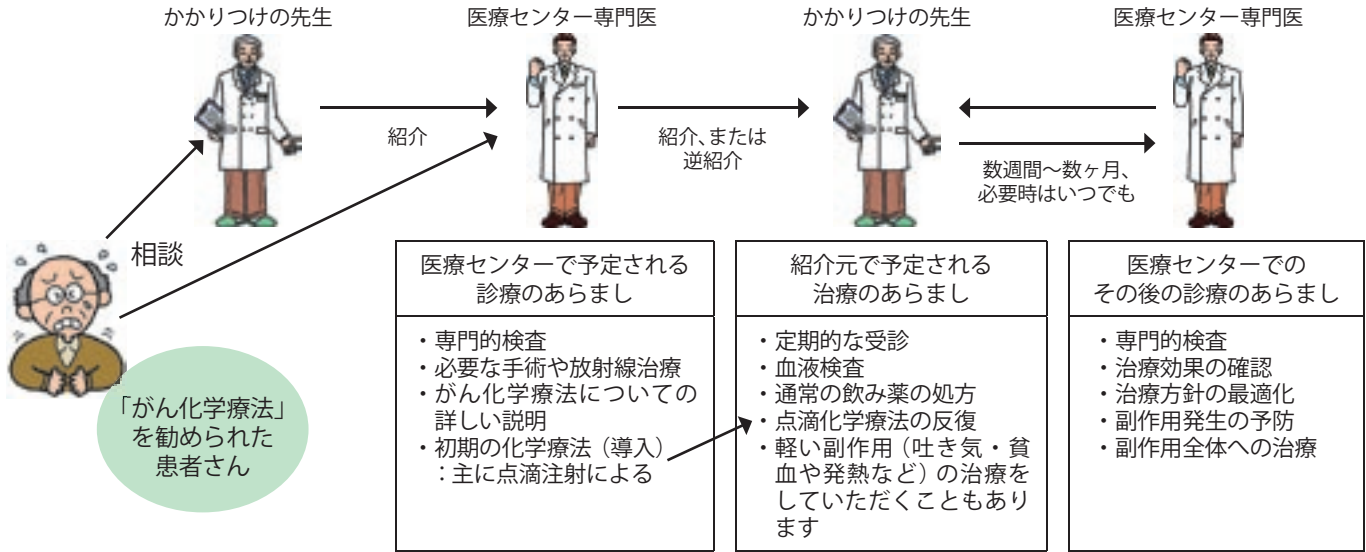 かかりつけの先生
医療センター専門医
かかりつけの先生
医療センター専門医
紹介
紹介、または
逆紹介
数週間～数ヶ月、
必要時はいつでも
相談
「がん化学療法」
を勧められた
患者さん
医療センターで予定される
診療のあらまし
・専門的検査
・必要な手術や放射線治療
・がん化学療法についての
詳しい説明
・初期の化学療法（導入）
：主に点滴注射による
紹介元で予定される
治療のあらまし
・定期的な受診
・血液検査
・通常の飲み薬の処方
・点滴化学療法の反復
・軽い副作用（吐き気・貧
血や発熱など）の治療を
していただくこともあり
ます
医療センターでの
その後の診療のあらまし
・専門的検査
・治療効果の確認
・治療方針の最適化
・副作用発生の予防
・副作用全体への治療